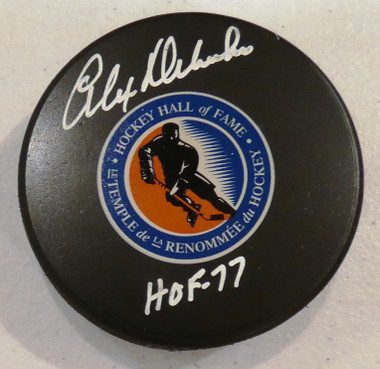 Alex Delvecchio
• HOCKEY HALL of FAME •
LE TEMPLE de LA RENOMMÉE du HOCKEY
HOF-77